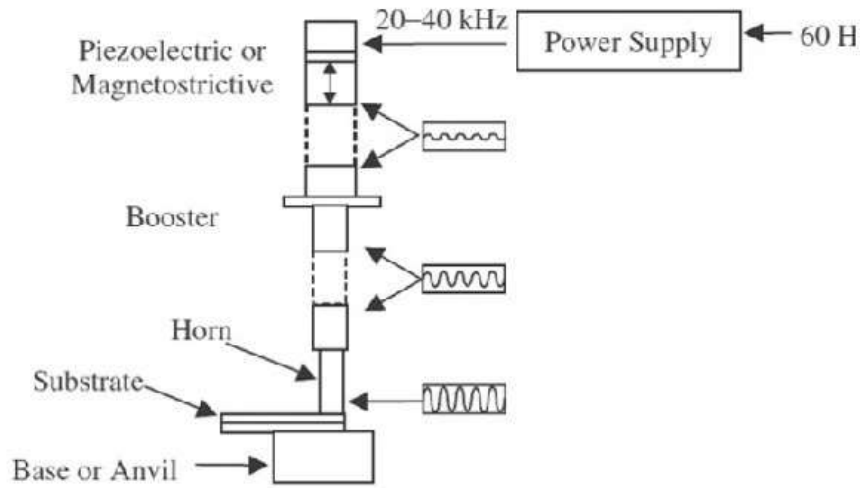 20–40 kHz
Power Supply
60 H
Piezoelectric or
Magnetostrictive
Booster
Horn
Substrate
Base or Anvil